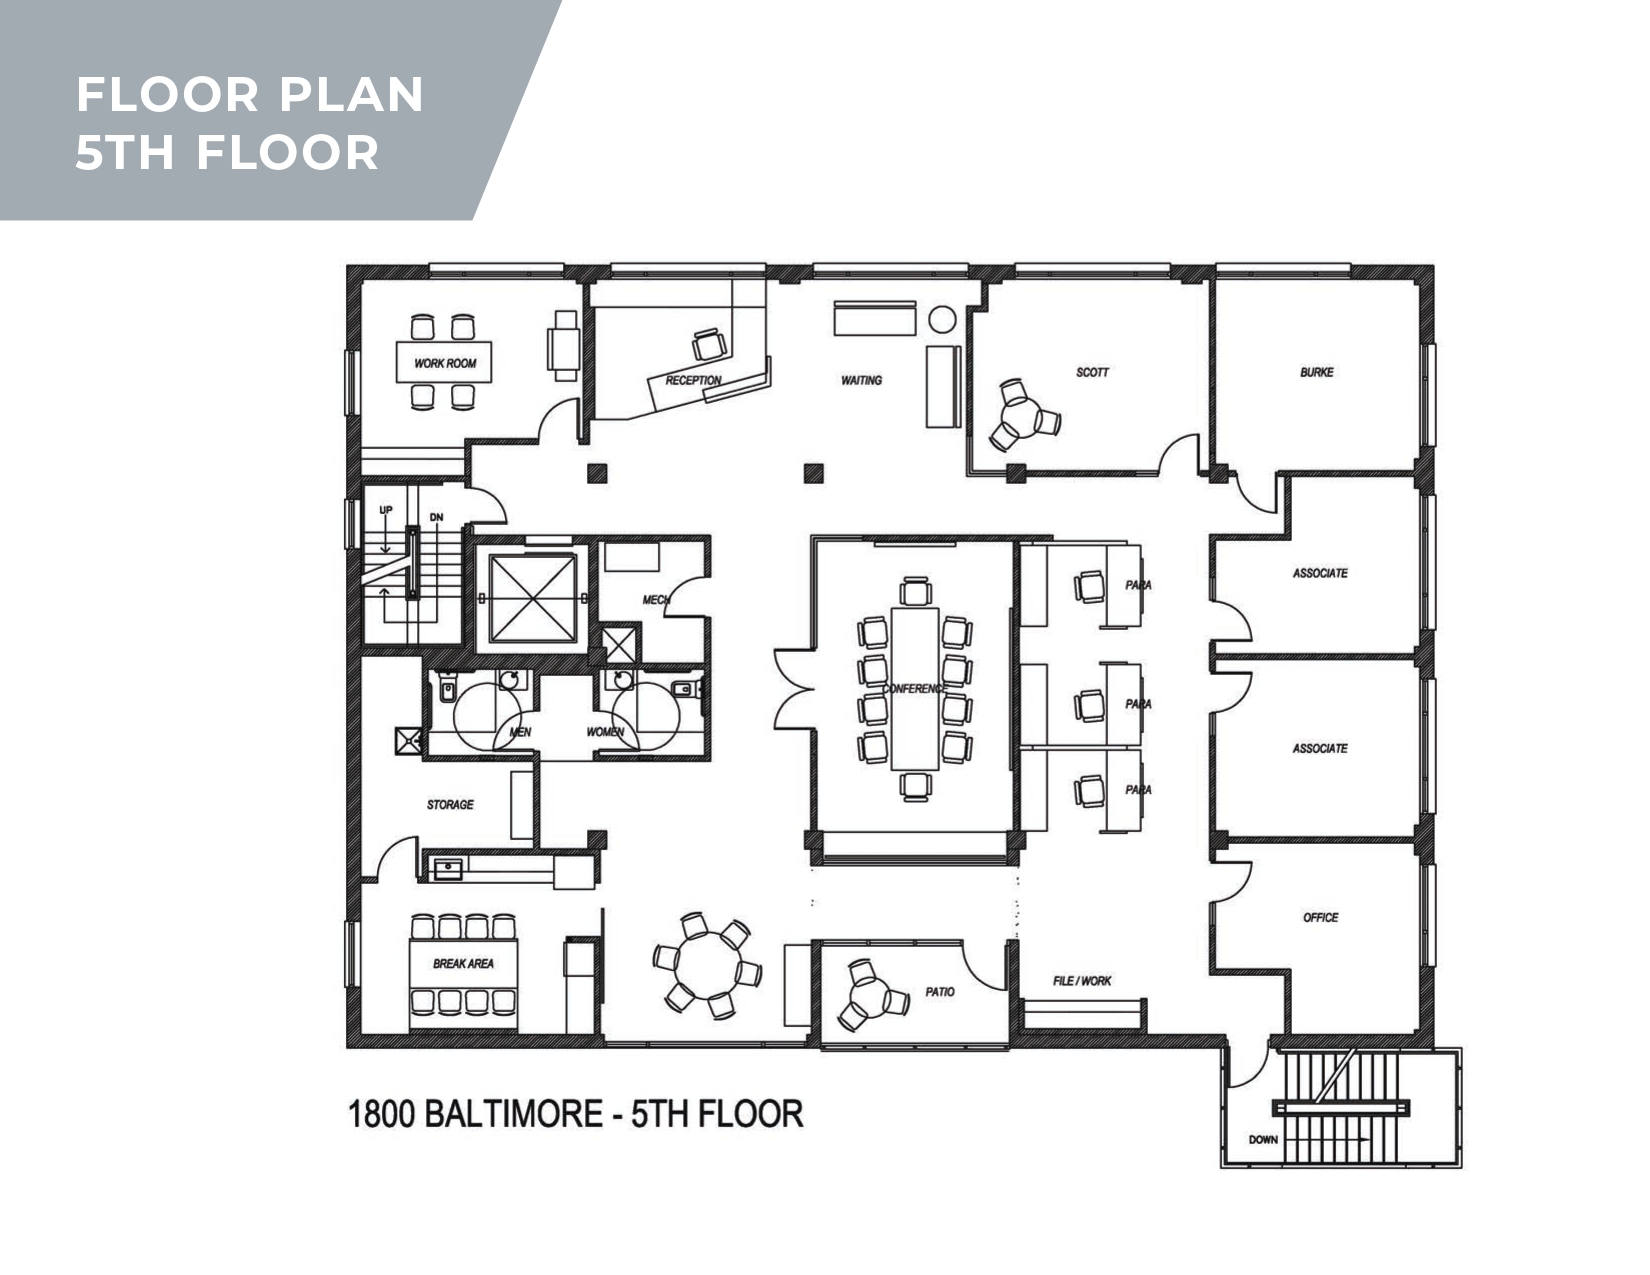 FLOOR PLAN
5TH FLOOR
WORK ROOM
RECEPTION
WAITING
SCOTT
BURKE
UP
DN
MECH
PARA
ASSOCIATE
CONFERENCE
PARA
MEN
WOMEN
ASSOCIATE
STORAGE
PARA
OFFICE
BREAK AREA
PATIO
FILE / WORK
1800 BALTIMORE - 5TH FLOOR
DOWN